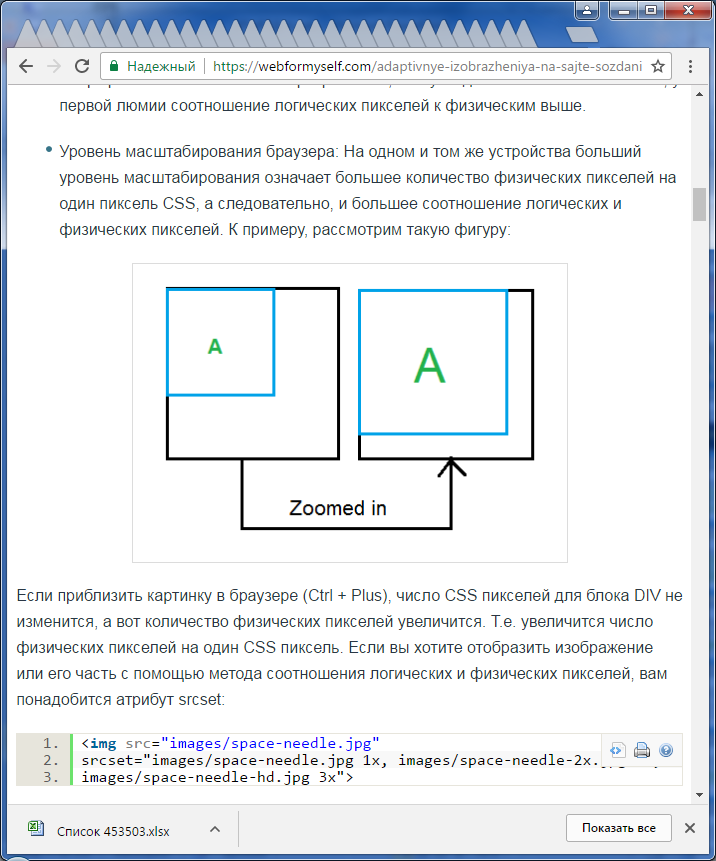 Надежный
https://webformyself.com/adaptivnye-izobrazheniya-na-sajte-sozdani
первой люмии соотношение логических пикселей к физическим выше.
Уровень масштабирования браузера: На одном и том же устройства больший
уровень масштабирования означает большее количество физических пикселей на
один пиксель CSS, а следовательно, и большее соотношение логических и
физических пикселей. К примеру, рассмотрим такую фигуру:
A
A
Zoomed in
Если приблизить картинку в браузере (Ctrl + Plus), число CSS пикселей для блока DIV не
изменится, а вот количество физических пикселей увеличится. Т.е. увеличится число
физических пикселей на один CSS пиксель. Если вы хотите отобразить изображение
или его часть с помощью метода соотношения логических и физических пикселей, вам
понадобится атрибут srcset:
1. <img src="images/space-needle.jpg"
2. srcset="images/space-needle.jpg 1x, images/space-needle-2x.
3. images/space-needle-hd.jpg 3x">
Список 453503.xlsx
Показать все